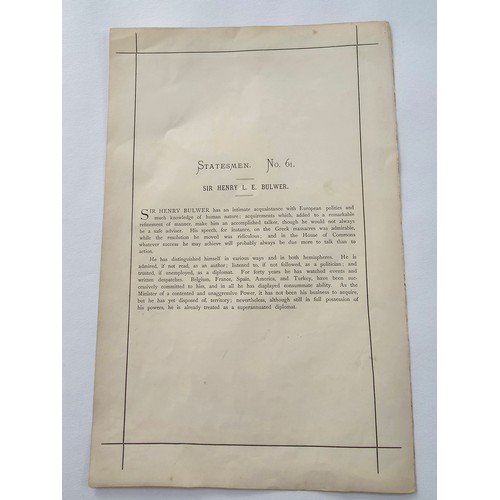 STATESMEN. No. 61.
SIR HENRY L. E. BULWER.
SIR HENRY BULWER has an intimate acquaintance with European politics and
much knowledge of human nature; acquirements which, added to a remarkable
refinement of manner, make him an accomplished talker, though he would not always
be a safe adviser. His speech, for instance, on the Greek massacres was admirable,
while the resolution he moved was ridiculous; and in the House of Commons
whatever success he may achieve will probably always be due more to talk than to
action.
He has distinguished himself in various ways and in both hemispheres. He is
admired, if not read, as an author; listened to, if not followed, as a politician; and
trusted, if unemployed, as a diplomat. For forty years he has watched events and
written despatches. Belgium, France, Spain, America, and Turkey, have been suc-
cessively committed to him, and in all he has displayed consummate ability. As the
Minister of a contented and unaggressive Power, it has not been his business to acquire,
but he has yet disposed of, territory; nevertheless, although still in full possession of
his powers, he is already treated as a superannuated diplomat.